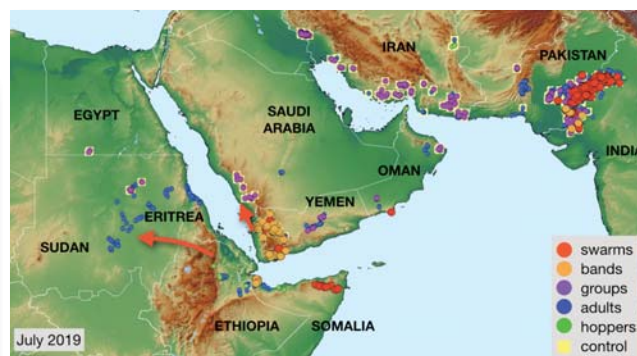 IRAN
PAKISTAN
EGYPT
SAUDI
ARABIA
INDIA
OMAN
YEMEN
ERITREA
SUDAN
ETHIOPIA
SOMALIA
swarms
bands
groups
adults
hoppers
control
July 2019